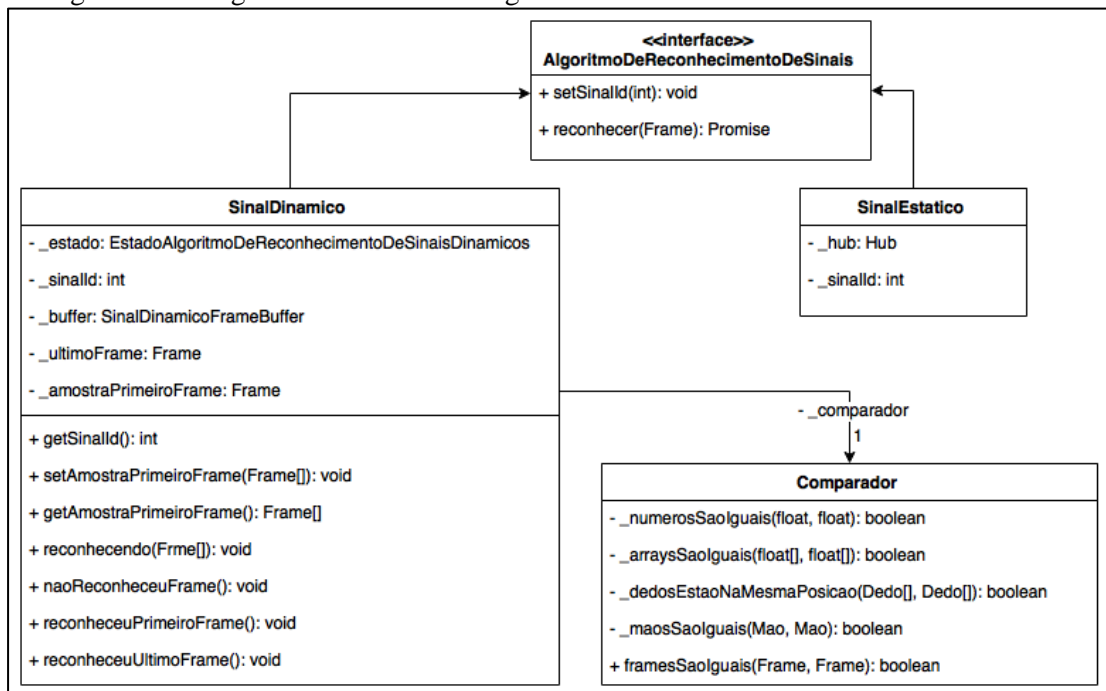 <<interface>>
AlgoritmoDeReconhecimentoDeSinais
+ setSinalId(int): void
+ reconhecer(Frame): Promise
SinalDinamico
- _estado: EstadoAlgoritmoDeReconhecimentoDeSinaisDinamicos
- _sinalId: int
- _buffer: SinalDinamicoFrameBuffer
- _ultimoFrame: Frame
- _amostraPrimeiroFrame: Frame
+ getSinalId(): int
+ setAmostraPrimeiroFrame(Frame[]): void
+ getAmostraPrimeiroFrame(): Frame[]
+ reconhecendo(Frme[]): void
+ naoReconheceuFrame(): void
+ reconheceuPrimeiroFrame(): void
+ reconheceuUltimoFrame(): void
SinalEstatico
- _hub: Hub
- _sinalId: int
- _comparador
1
Comparador
- _numerosSaoIguais(float, float): boolean
- _arraysSaoIguais(float[], float[]): boolean
- _dedosEstaoNaMesmaPosicao(Dedo[], Dedo[]): boolean
- _maosSaoIguais(Mao, Mao): boolean
+ framesSaoIguais(Frame, Frame): boolean